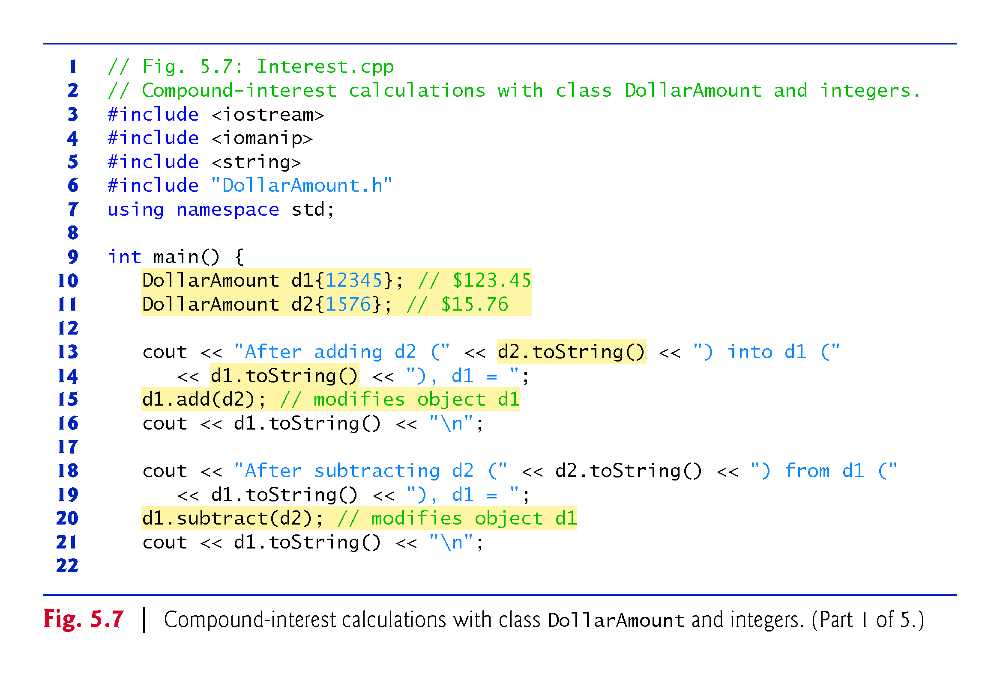 1 // Fig. 5.7: Interest.cpp
2 // Compound-interest calculations with class DollarAmount and integers.
3 #include <iostream>
4 #include <iomanip>
5 #include <string>
6 #include "DollarAmount.h"
7 using namespace std;
8
9 int main() {
10    DollarAmount d1{12345}; // $123.45
11    DollarAmount d2{1576}; // $15.76
12
13    cout << "After adding d2 (" << d2.toString() << ") into d1 ("
14       << d1.toString() << "), d1 = ";
15    d1.add(d2); // modifies object d1
16    cout << d1.toString() << "\n";
17
18    cout << "After subtracting d2 (" << d2.toString() << ") from d1 ("
19       << d1.toString() << "), d1 = ";
20    d1.subtract(d2); // modifies object d1
21    cout << d1.toString() << "\n";
22
Fig. 5.7 | Compound-interest calculations with class DollarAmount and integers. (Part 1 of 5.)